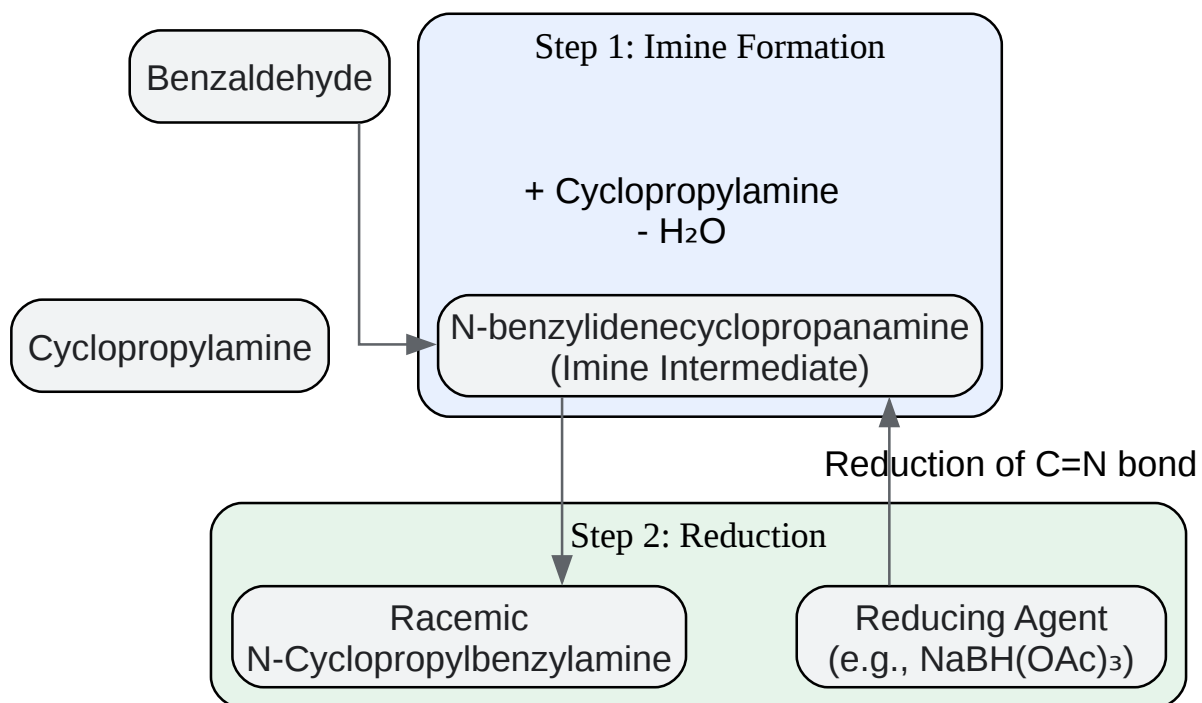 Benzaldehyde
Step 1: Imine Formation
+ Cyclopropylamine
- H₂O
Cyclopropylamine
N-benzylidenecyclopropanamine
(Imine Intermediate)
Reduction of C=N bond
Step 2: Reduction
Racemic
N-Cyclopropylbenzylamine
Reducing Agent
(e.g., NaBH(OAc)₃)